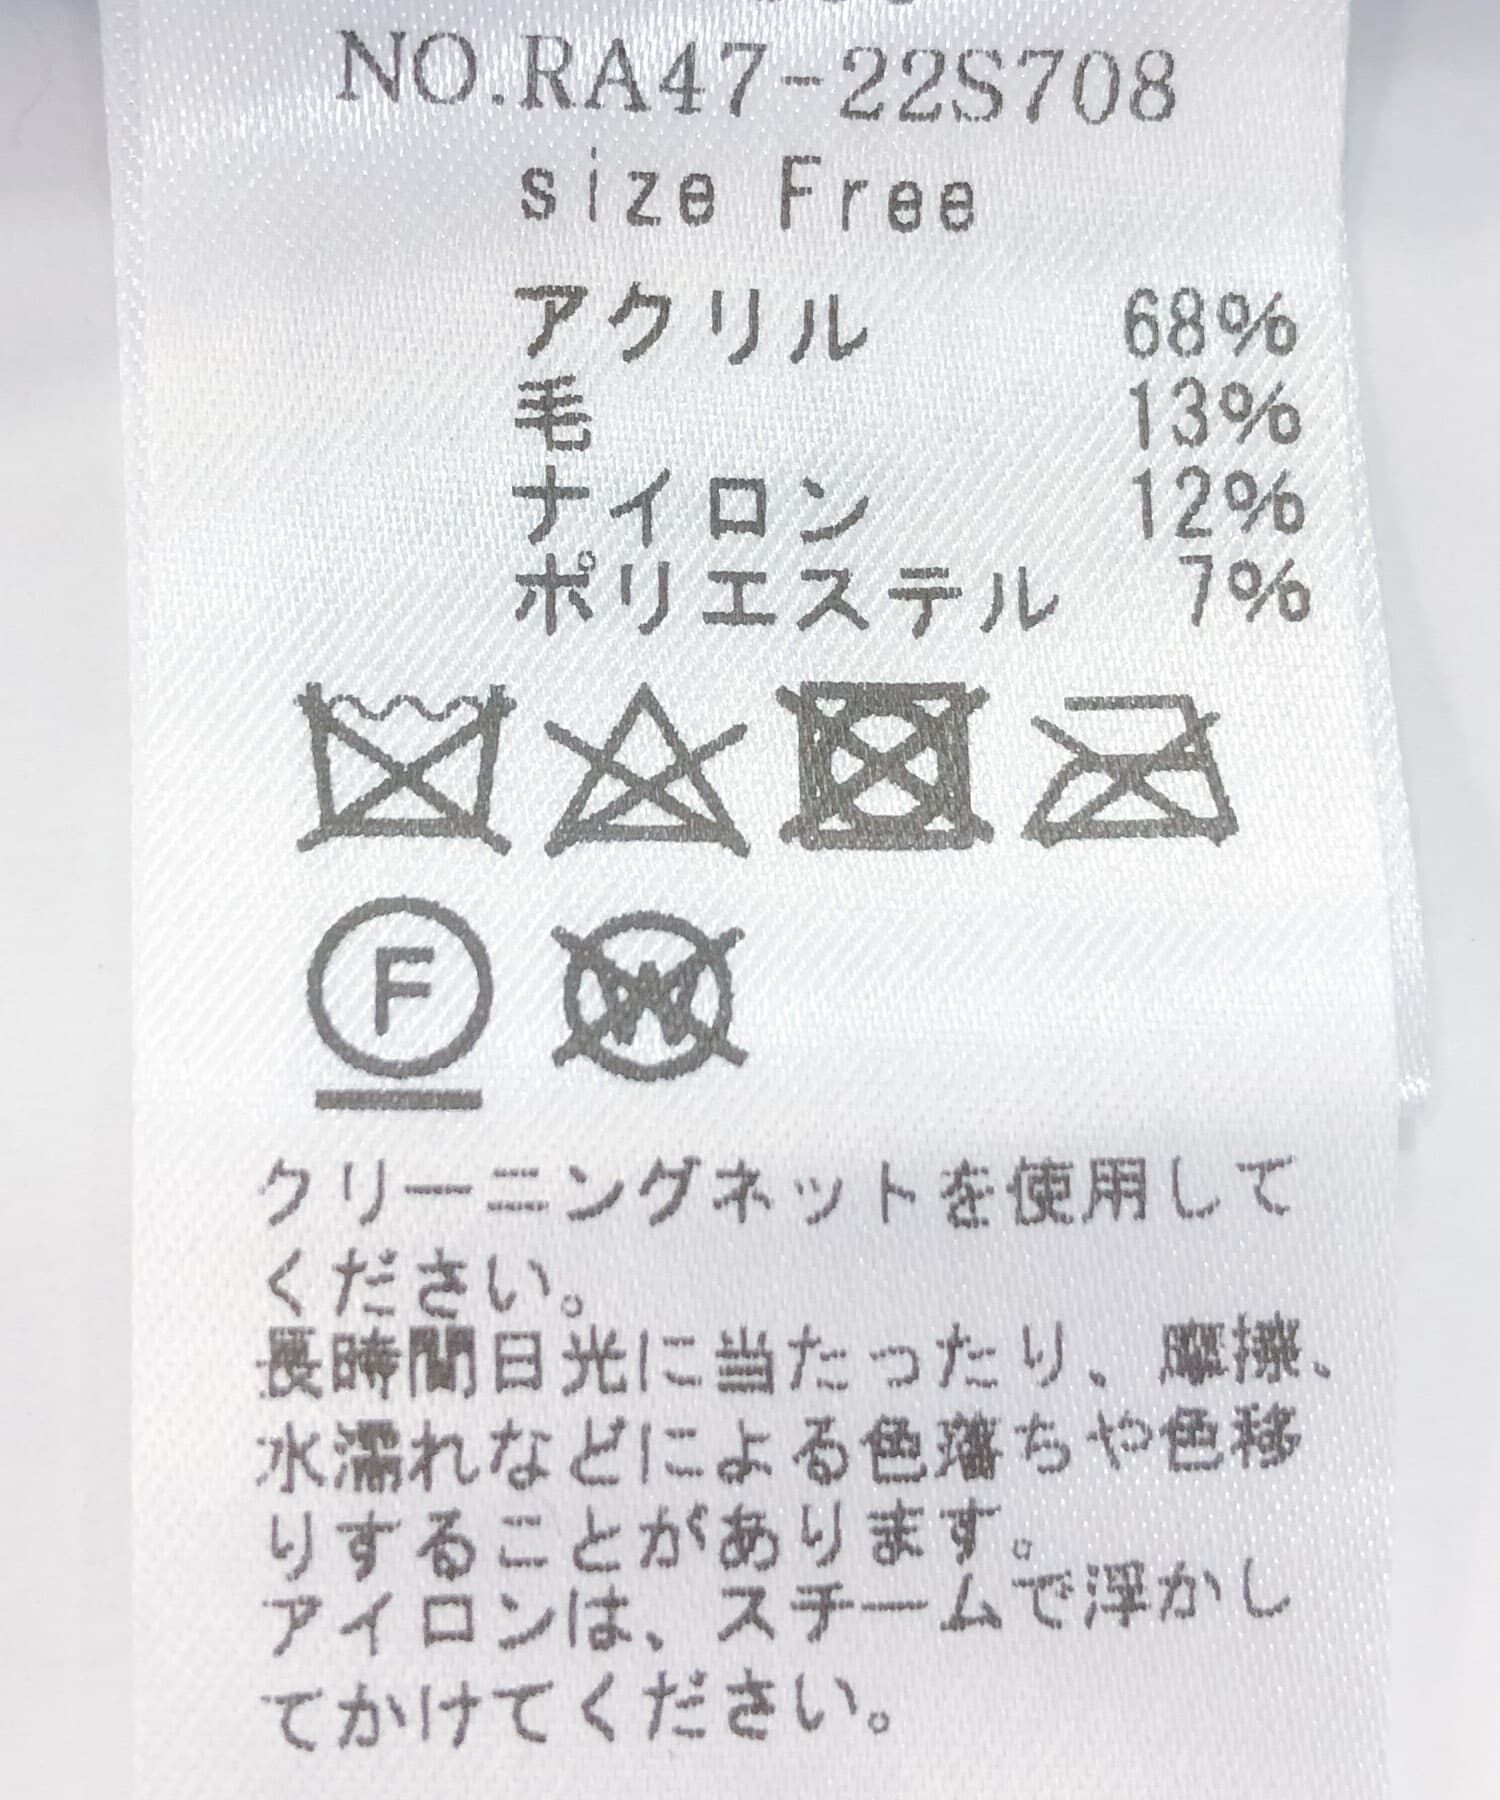 NO.RA47-22S708
size Free
アクリル 68%
毛 13%
ナイロン 12%
ポリエステル 7%
F
W
クリーニングネットを使用して
ください。
長時間日光に当たったり、摩擦、
水濡れなどによる色落ちや色移
りすることがあります。
アイロンは、スチームで浮かし
てかけてください。